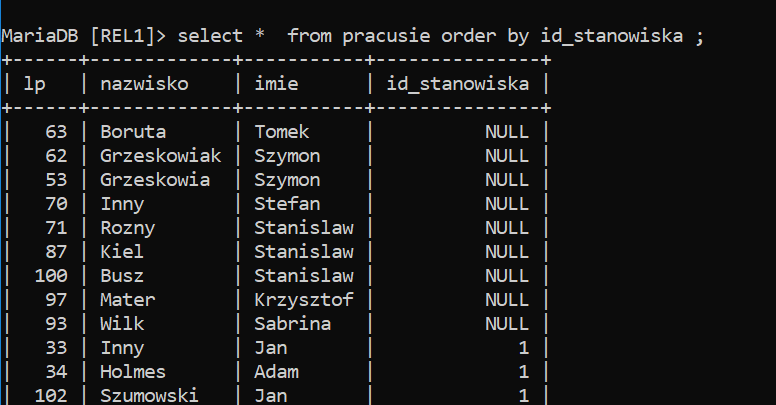 MariaDB [REL1]> select *  from pracusie order by id_stanowiska ;
+------+-------------+-----------+---------------+
| lp   | nazwisko    | imie      | id_stanowiska |
+------+-------------+-----------+---------------+
|   63 | Boruta      | Tomek     |          NULL |
|   62 | Grzeskowiak | Szymon    |          NULL |
|   53 | Grzeskowia  | Szymon    |          NULL |
|   70 | Inny        | Stefan    |          NULL |
|   71 | Rozny       | Stanislaw |          NULL |
|   87 | Kiel        | Stanislaw |          NULL |
|  100 | Busz        | Stanislaw |          NULL |
|   97 | Mater       | Krzysztof |          NULL |
|   93 | Wilk        | Sabrina   |          NULL |
|   33 | Inny        | Jan       |             1 |
|   34 | Holmes      | Adam      |             1 |
|  102 | Szumowski   | Jan       |             1 |